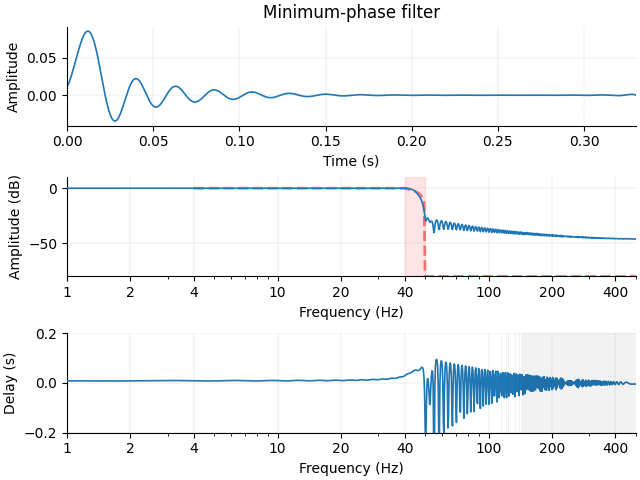 Minimum-phase filter
Amplitude
0.05
0.00
0.00 0.05 0.10 0.15 0.20 0.25 0.30
Time (s)
Amplitude (dB)
0
−50
1 2 4 10 20 40 100 200 400
Frequency (Hz)
Delay (s)
0.2
0.0
−0.2
1 2 4 10 20 40 100 200 400
Frequency (Hz)